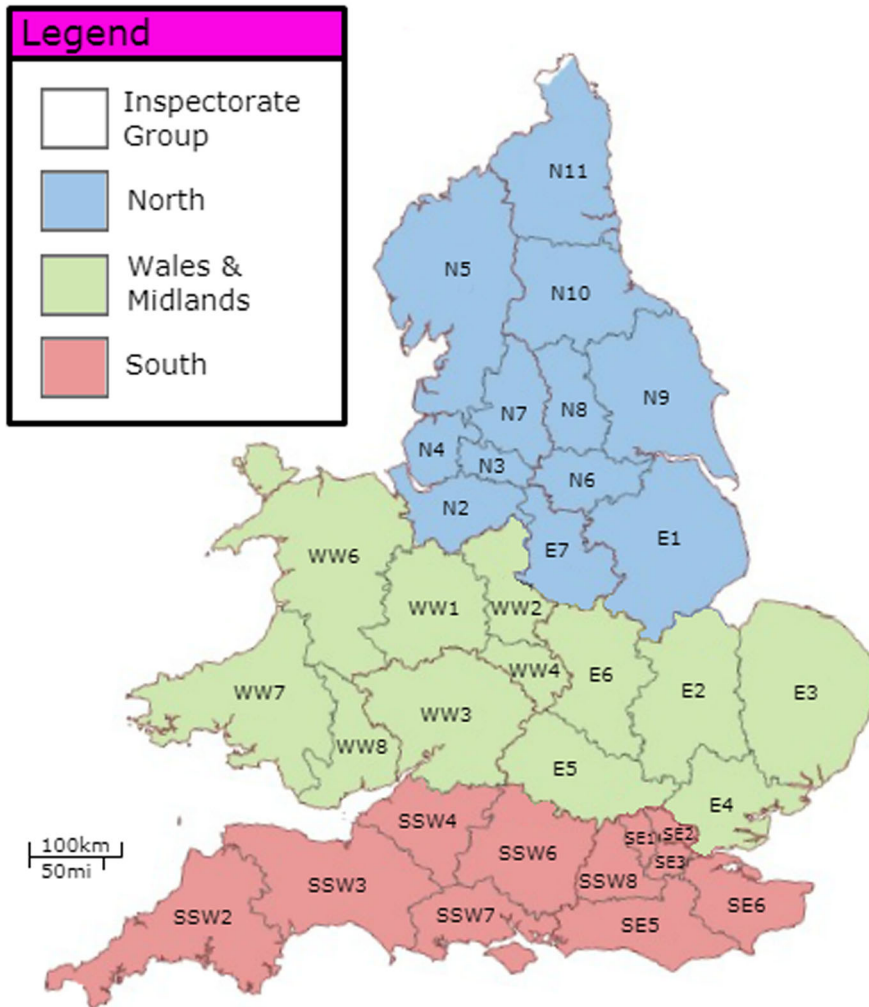 Legend
Inspectorate
Group
North
Wales &
Midlands
South
N11
N5
N10
N7
N8
N9
N4
N3
N6
N2
E7
E1
WW6
WW1
WW2
WW4
E6
E2
E3
WW7
WW3
WW8
E5
E4
SSW4
SE1
SE2
SE3
SSW6
SSW8
100km
50mi
SSW3
SSW2
SSW7
SE5
SE6